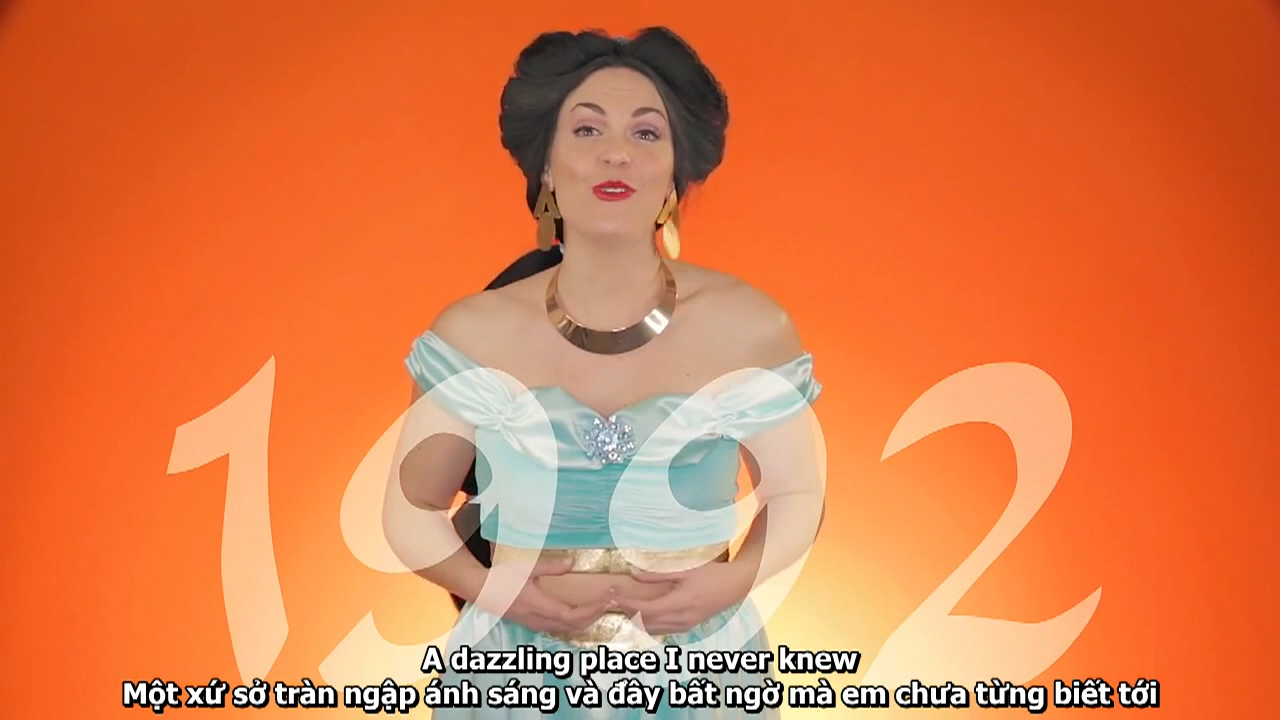 1992
A dazzling place I never knew
Một xứ sở tràn ngập ánh sáng và đây bất ngờ mà em chưa từng biết tới